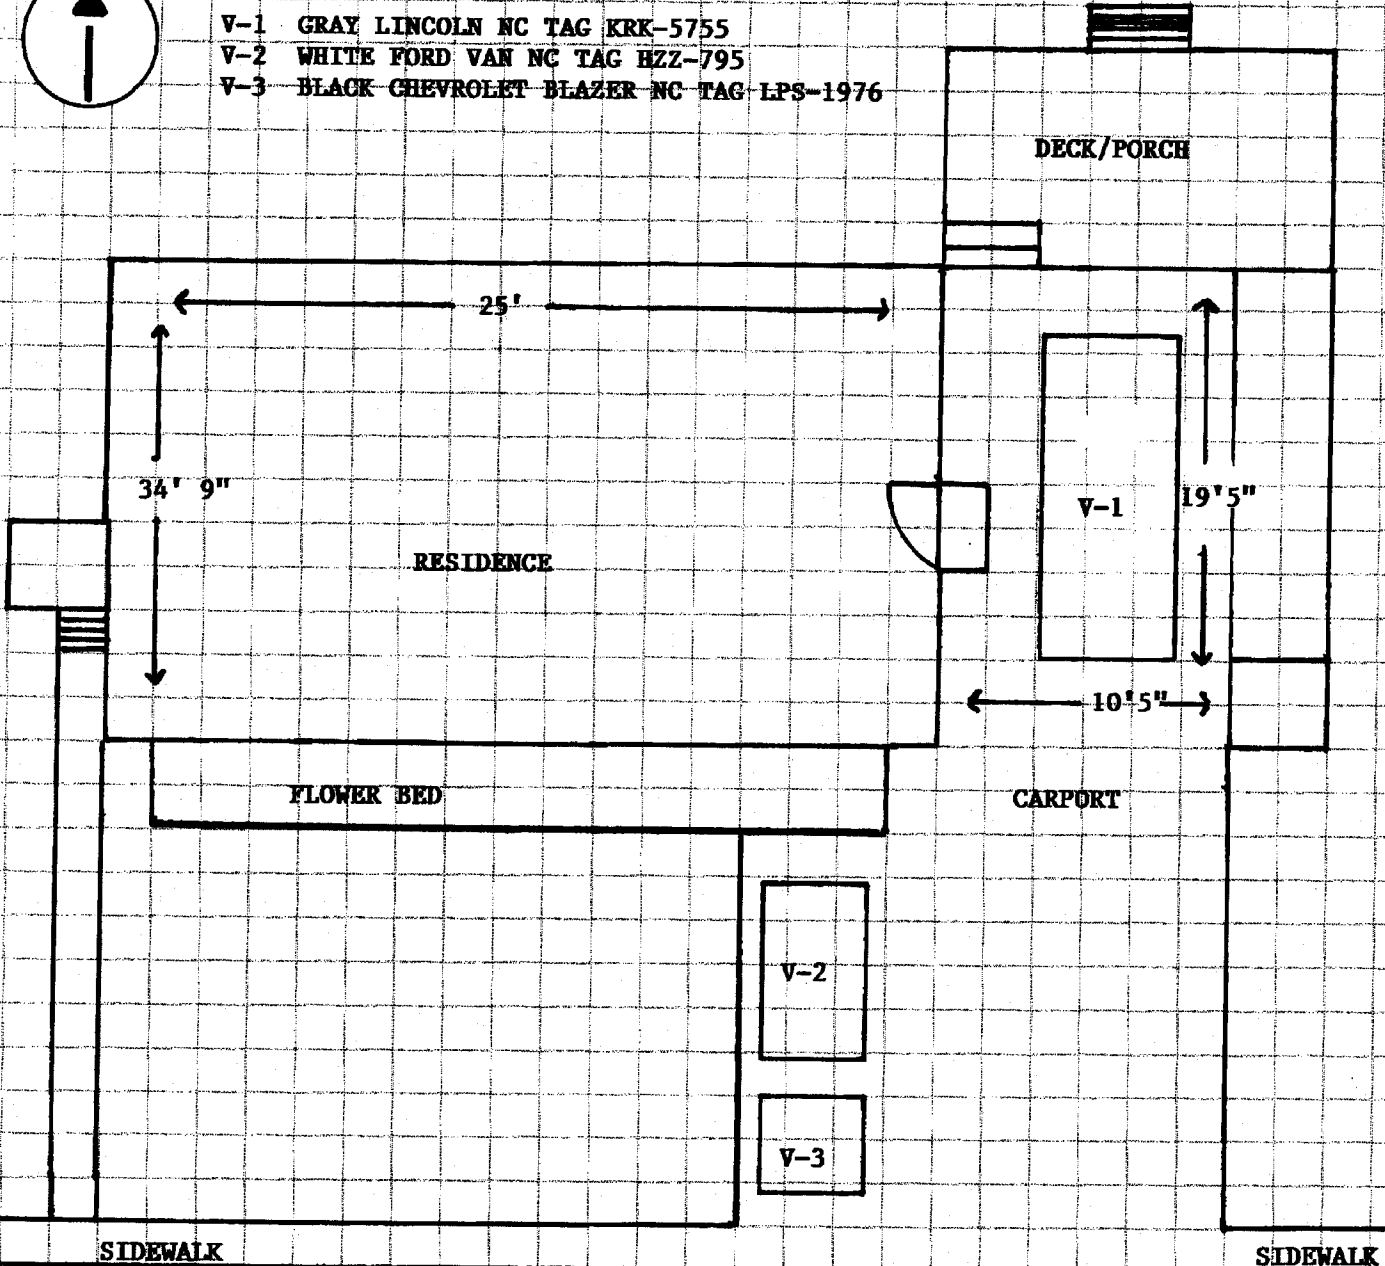 V-1 GRAY LINCOLN NC TAG KRK-5755
V-2 WHITE FORD VAN NC TAG HZZ-795
V-3 BLACK CHEVROLET BLAZER NC TAG LPS-1976
DECK/PORCH
25'
34' 9"
V-1
19'5"
RESIDENCE
10'5"
FLOWER BED
CARPORT
V-2
V-3
SIDEWALK
SIDEWALK